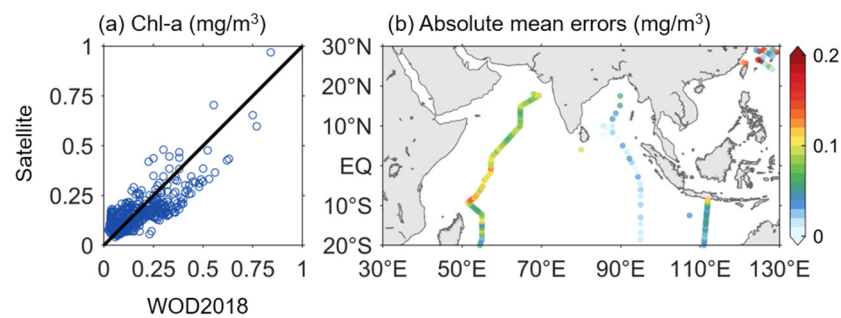 (a) Chl-a (mg/m³)
1
0.75
0.5
0.25
0
0 0.25 0.5 0.75 1
Satellite
WOD2018
(b) Absolute mean errors (mg/m³)
30°N
20°N
10°N
EQ
10°S
20°S
30°E 50°E 70°E 90°E 110°E 130°E
0.2
0.1
0